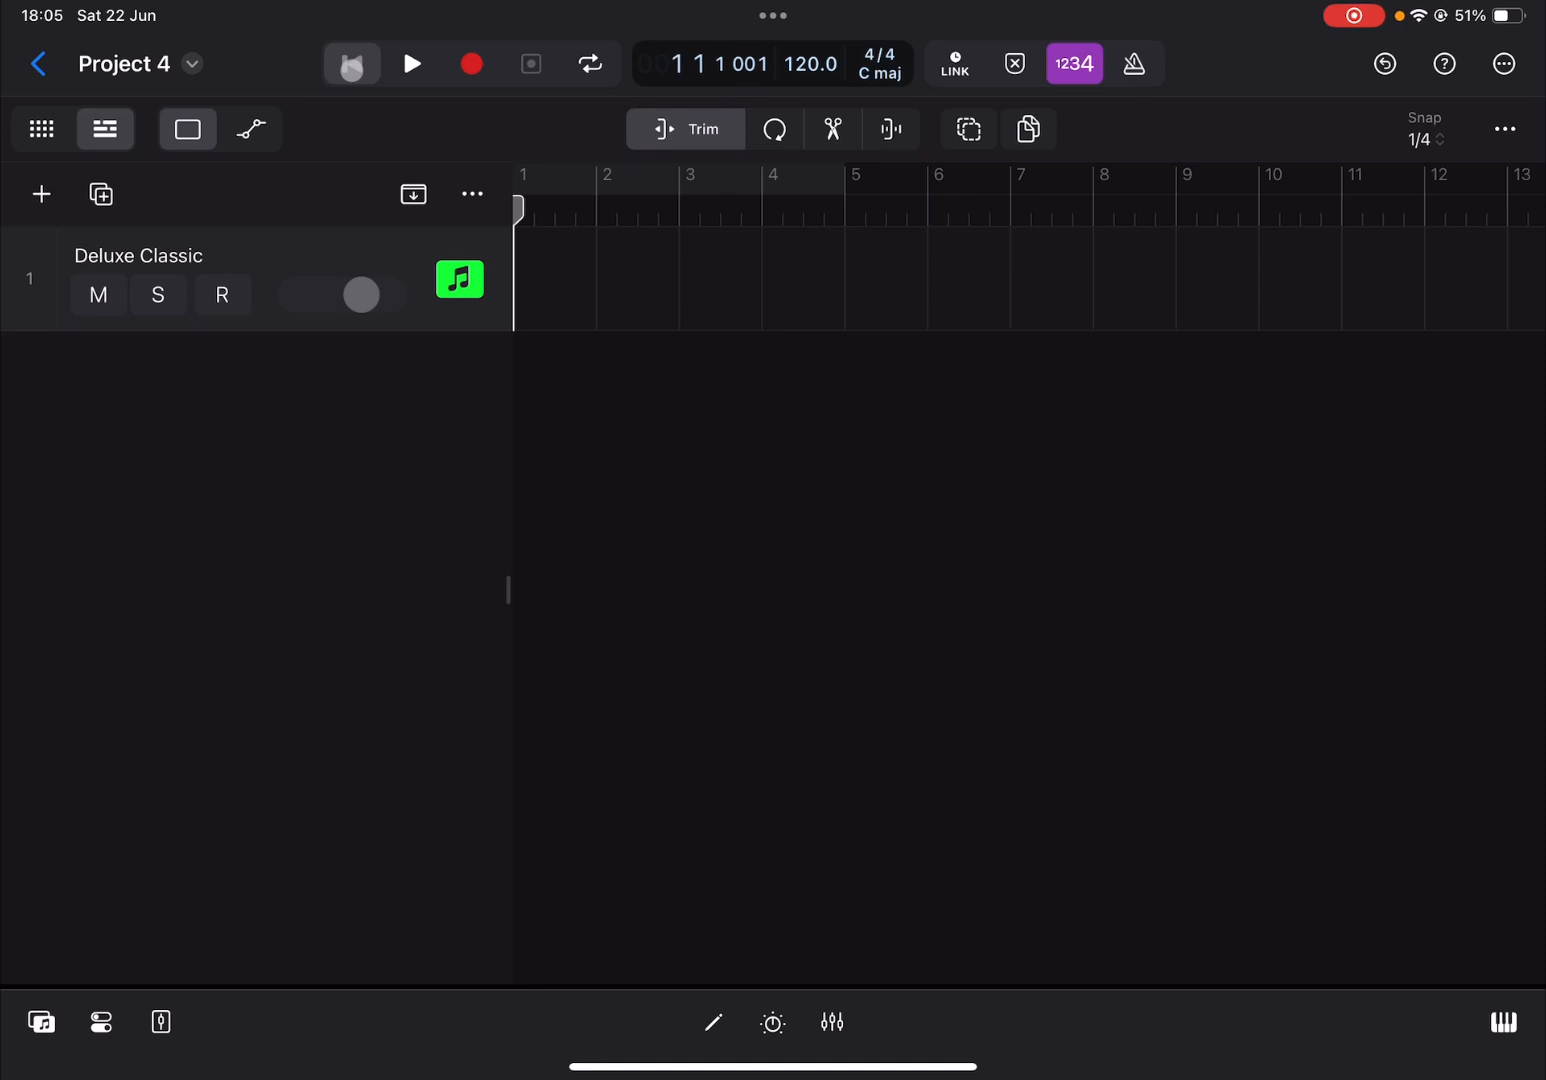 18:05 Sat 22 Jun
51%
Project 4
001 1 1 001 120.0 4/4 C maj
LINK
1234
Trim
Snap
1/4
1 2 3 4 5 6 7 8 9 10 11 12 13
1
Deluxe Classic
M S R